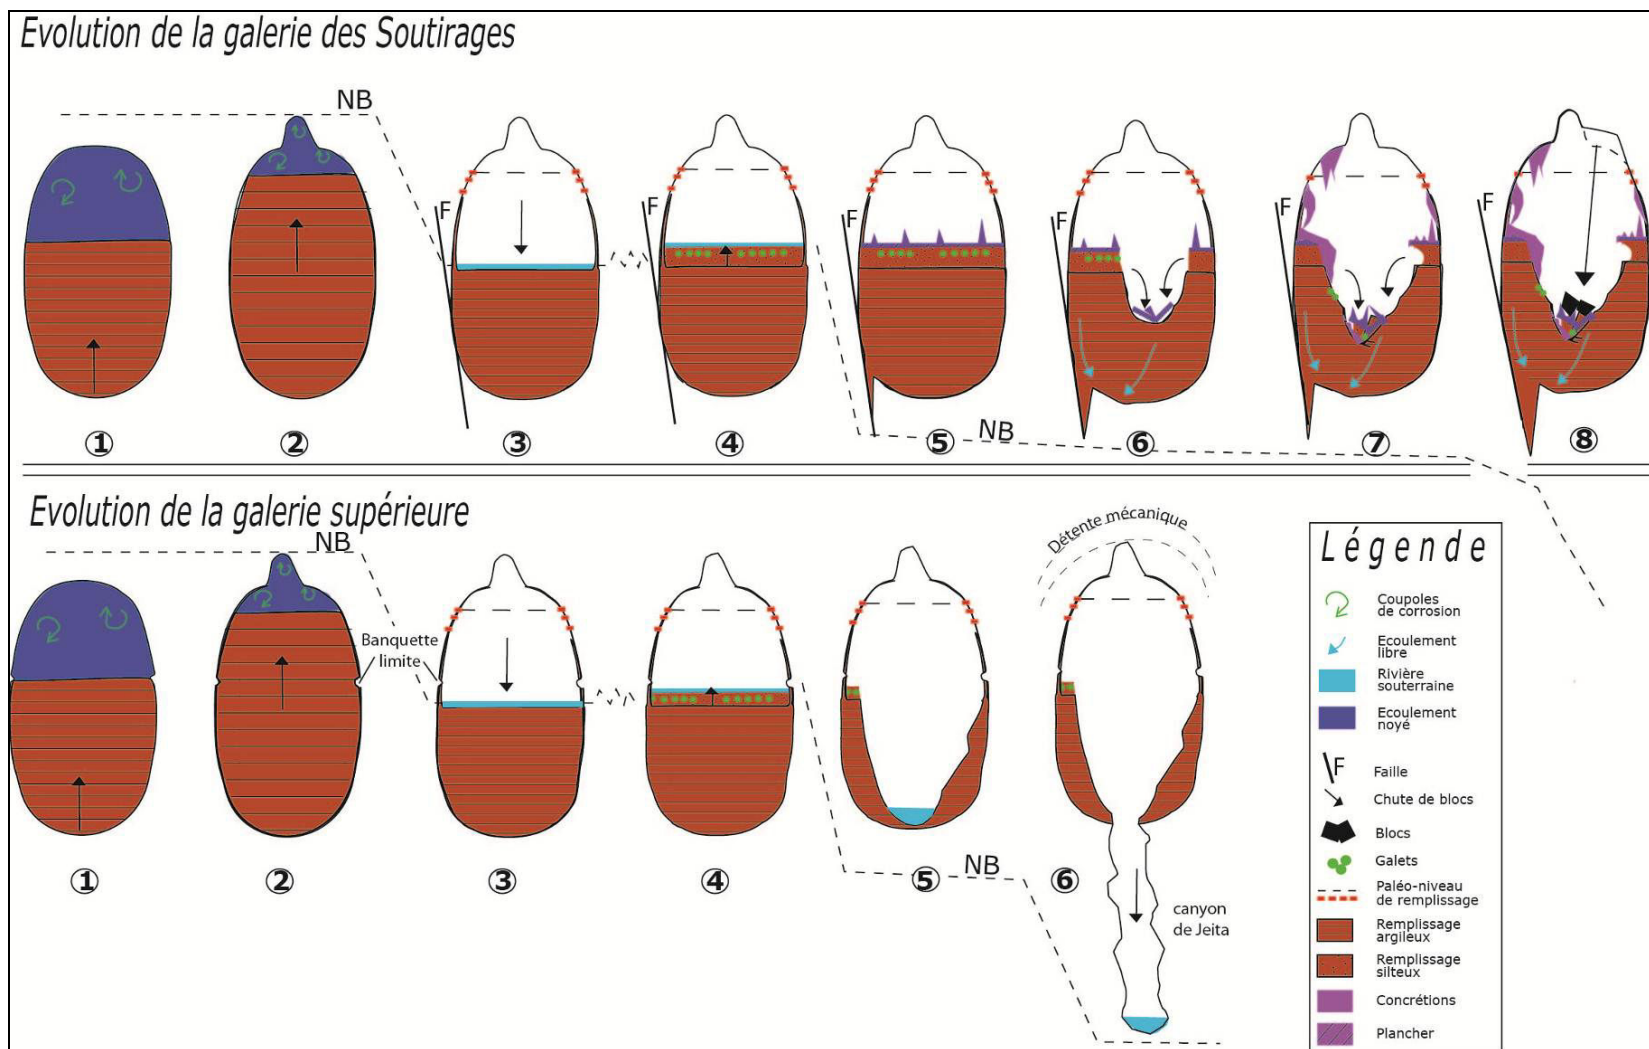 Evolution de la galerie des Soutirages
NB
F
F
F
F
F
F
NB
① ② ③ ④ ⑤ ⑥ ⑦ ⑧
Evolution de la galerie supérieure
NB
Banquette
limite
Détente mécanique
NB
canyon
de Jeita
① ② ③ ④ ⑤ ⑥
Légende
Coupoles
de corrosion
Ecoulement
libre
Rivière
souterraine
Ecoulement
noyé
F
Faille
Chute de blocs
Blocs
Galets
Paléo-niveau
de remplissage
Remplissage
argileux
Remplissage
silteux
Concrétions
Plancher